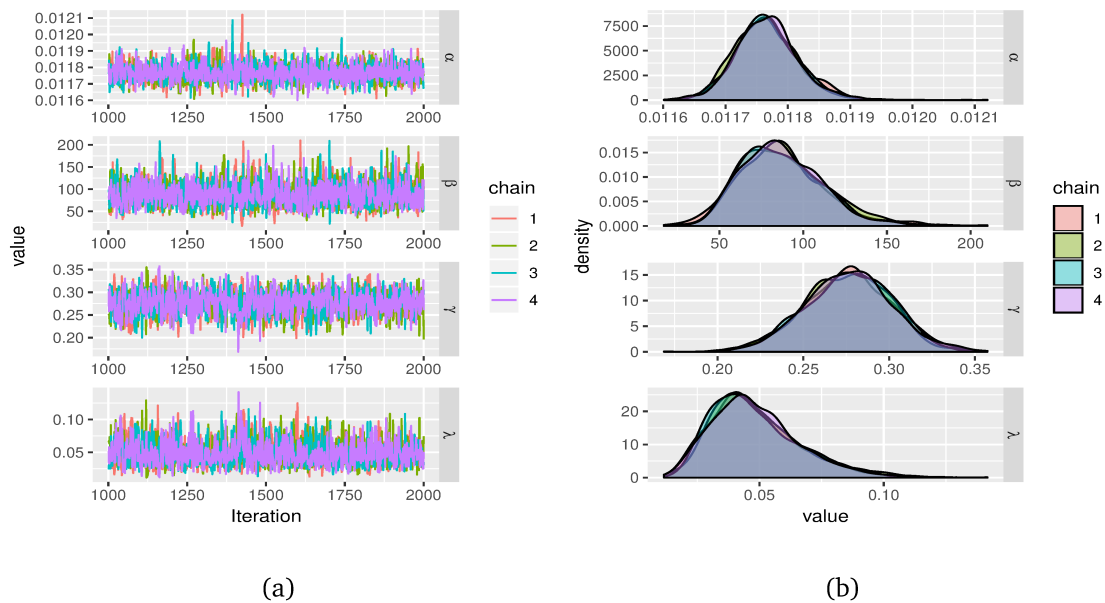 0.0121
0.0120
0.0119
0.0118
0.0117
0.0116
α
1000 1250 1500 1750 2000
200
150
100
50
β
1000 1250 1500 1750 2000
0.35
0.30
0.25
0.20
γ
1000 1250 1500 1750 2000
0.10
0.05
λ
1000 1250 1500 1750 2000
value
Iteration
chain
1
2
3
4
(a)
7500
5000
2500
0
α
0.0116 0.0117 0.0118 0.0119 0.0120 0.0121
0.015
0.010
0.005
0.000
β
50 100 150 200
15
10
5
0
γ
0.20 0.25 0.30 0.35
20
10
0
λ
0.05 0.10
density
value
chain
1
2
3
4
(b)